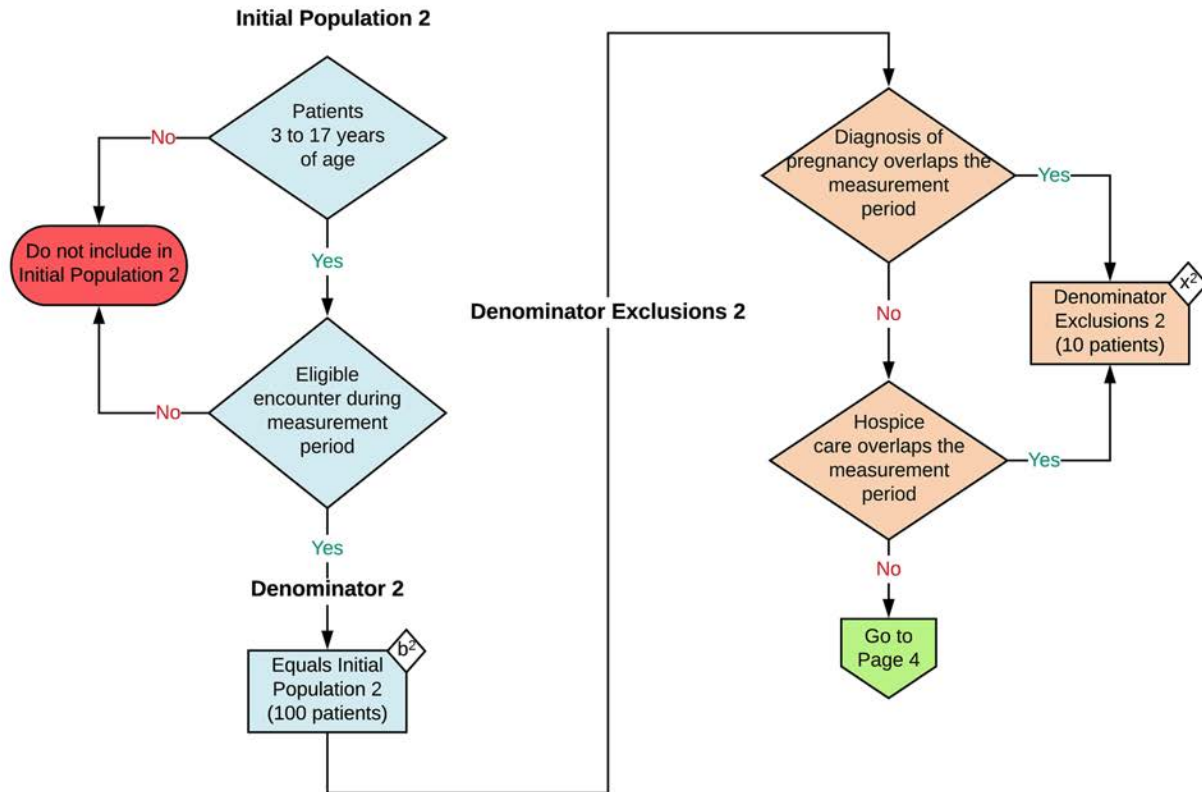 Initial Population 2
Patients
3 to 17 years
of age
No
Yes
Do not include in
Initial Population 2
Eligible
encounter during
measurement
period
No
Yes
Denominator 2
b²
Equals Initial
Population 2
(100 patients)
Denominator Exclusions 2
Diagnosis of
pregnancy overlaps the
measurement
period
Yes
No
x²
Denominator
Exclusions 2
(10 patients)
Hospice
care overlaps the
measurement
period
Yes
No
Go to
Page 4